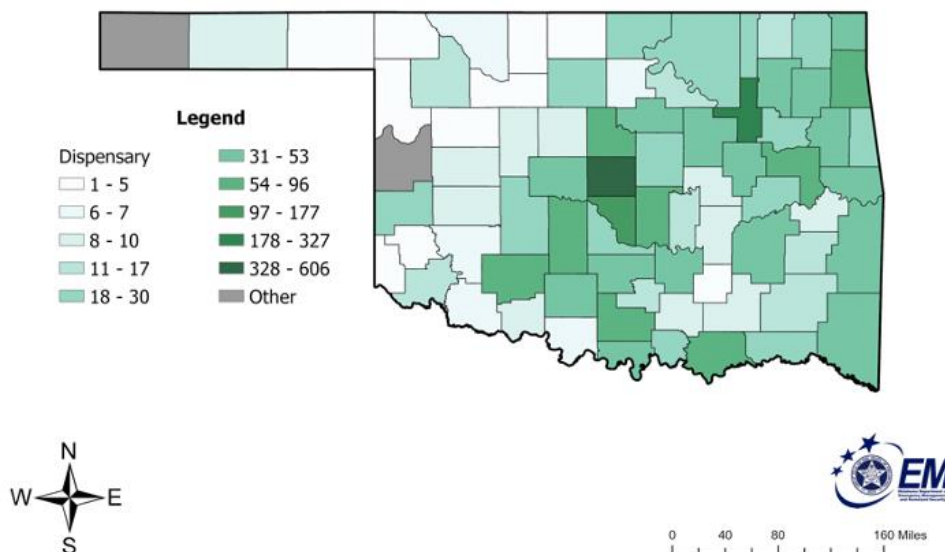 Legend
Dispensary
1 - 5
6 - 7
8 - 10
11 - 17
18 - 30
31 - 53
54 - 96
97 - 177
178 - 327
328 - 606
Other
N
W E
S
EM
0 40 80 160 Miles